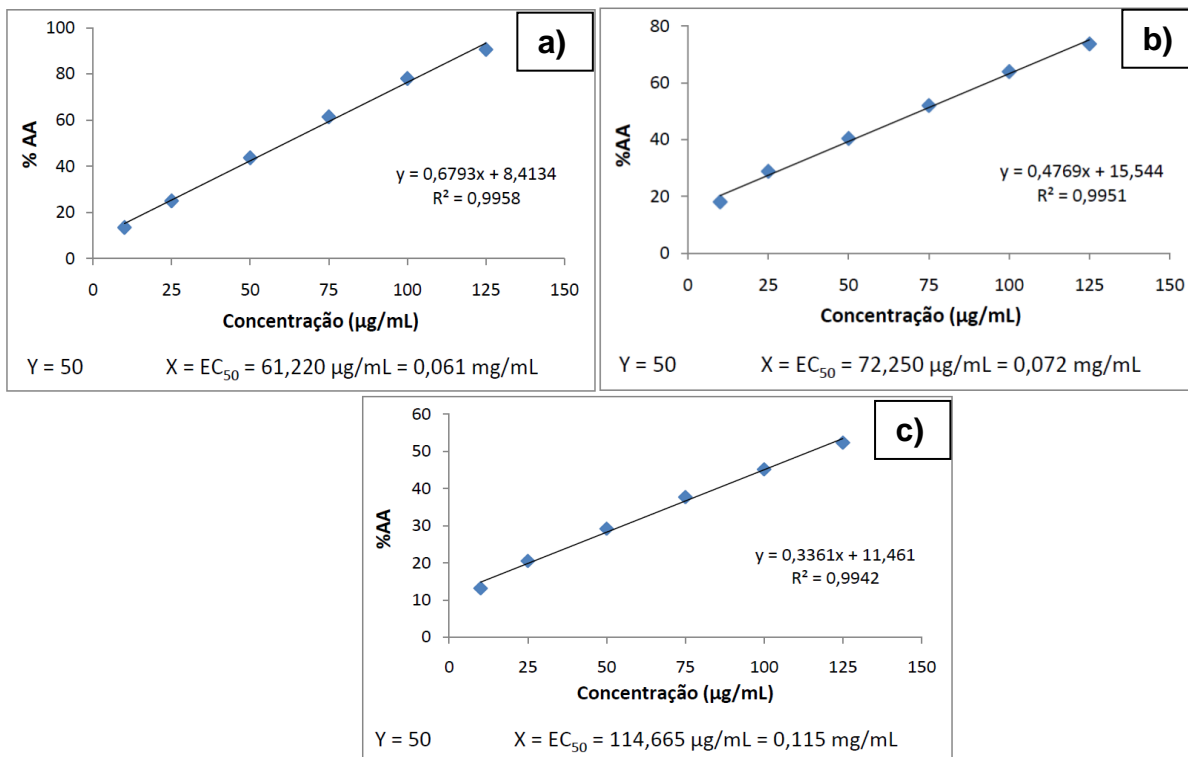 a)
100
80
60
40
20
0
% AA
y = 0,6793x + 8,4134
R² = 0,9958
0 25 50 75 100 125 150
Concentração (µg/mL)
Y = 50 X = EC₅₀ = 61,220 µg/mL = 0,061 mg/mL
b)
80
60
40
20
0
%AA
y = 0,4769x + 15,544
R² = 0,9951
0 25 50 75 100 125 150
Concentração (µg/mL)
Y = 50 X = EC₅₀ = 72,250 µg/mL = 0,072 mg/mL
c)
60
50
40
30
20
10
0
%AA
y = 0,3361x + 11,461
R² = 0,9942
0 25 50 75 100 125 150
Concentração (µg/mL)
Y = 50 X = EC₅₀ = 114,665 µg/mL = 0,115 mg/mL